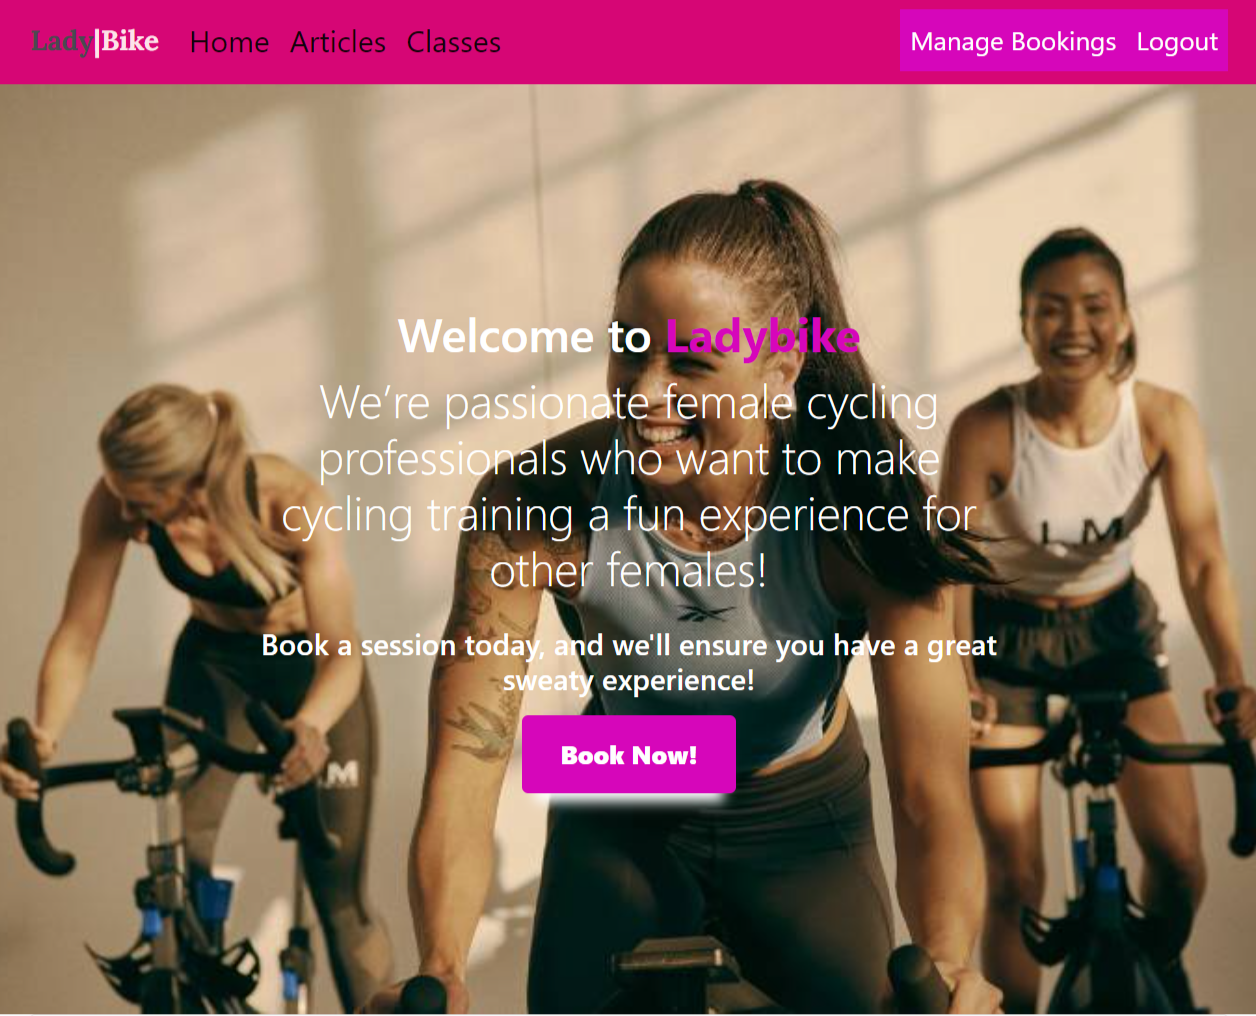 Lady|Bike Home Articles Classes Manage Bookings Logout
Welcome to Ladybike
We’re passionate female cycling
professionals who want to make
cycling training a fun experience for
other females!
L M
Book a session today, and we'll ensure you have a great
sweaty experience!
Book Now!
M